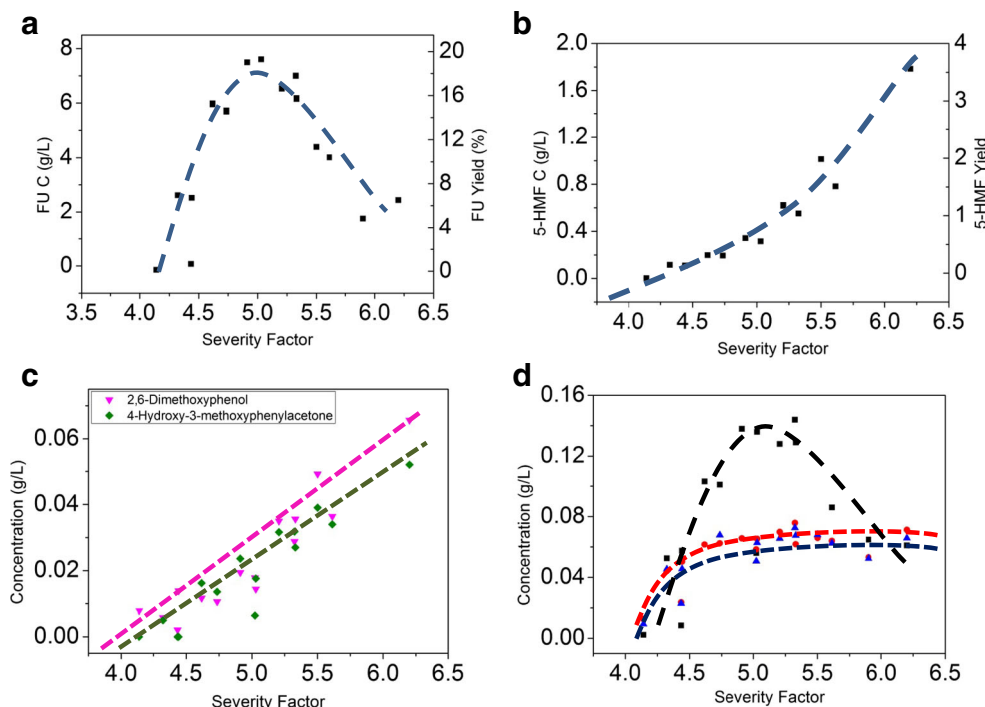 a
FU C (g/L)
8
6
4
2
0
20
16
12
8
4
0
FU Yield (%)
3.5 4.0 4.5 5.0 5.5 6.0 6.5
Severity Factor
b
5-HMF C (g/L)
2.0
1.6
1.2
0.8
0.4
0.0
4
3
2
1
0
5-HMF Yield
4.0 4.5 5.0 5.5 6.0 6.5
Severity Factor
c
2,6-Dimethoxyphenol
4-Hydroxy-3-methoxyphenylacetone
Concentration (g/L)
0.06
0.04
0.02
0.00
4.0 4.5 5.0 5.5 6.0 6.5
Severity Factor
d
Concentration (g/L)
0.16
0.12
0.08
0.04
0.00
4.0 4.5 5.0 5.5 6.0 6.5
Severity Factor